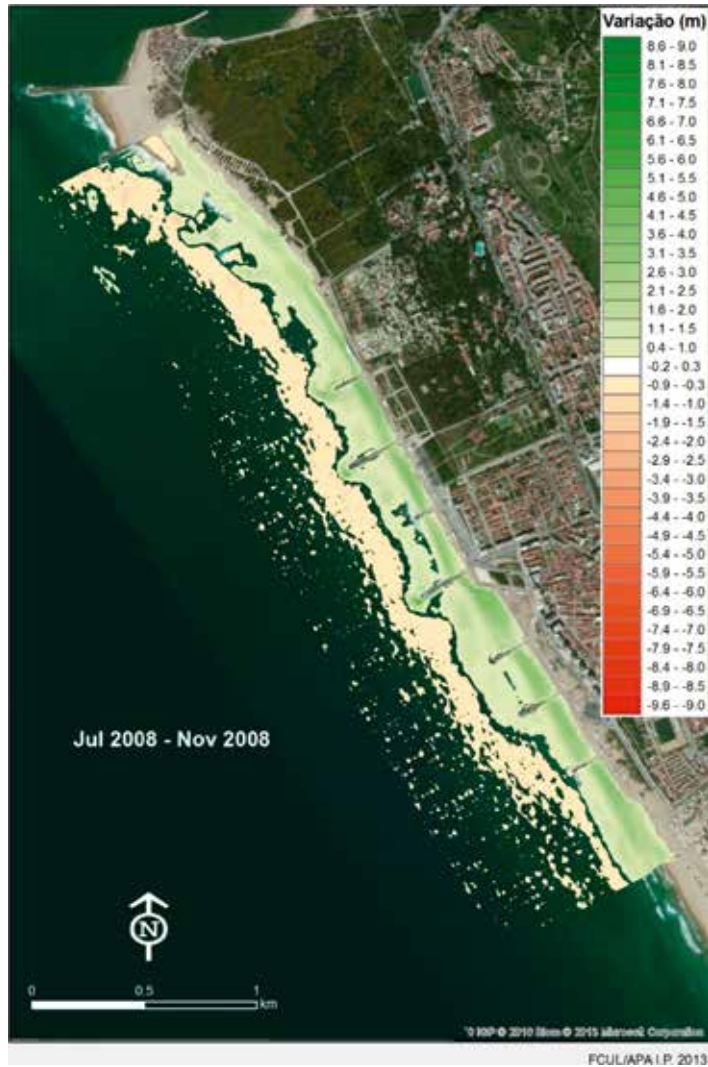 Variação (m)
8.6 - 9.0
8.1 - 8.5
7.6 - 8.0
7.1 - 7.5
6.6 - 7.0
6.1 - 6.5
5.6 - 6.0
5.1 - 5.5
4.6 - 5.0
4.1 - 4.5
3.6 - 4.0
3.1 - 3.5
2.6 - 3.0
2.1 - 2.5
1.6 - 2.0
1.1 - 1.5
0.4 - 1.0
-0.2 - 0.3
-0.9 - -0.3
-1.4 - -1.0
-1.9 - -1.5
-2.4 - -2.0
-2.9 - -2.5
-3.4 - -3.0
-3.9 - -3.5
-4.4 - -4.0
-4.9 - -4.5
-5.4 - -5.0
-5.9 - -5.5
-6.4 - -6.0
-6.9 - -6.5
-7.4 - -7.0
-7.9 - -7.5
-8.4 - -8.0
-8.9 - -8.5
-9.6 - -9.0
Jul 2008 - Nov 2008
N
0 0.5 1
km
© 2010 © 2015 Microsoft Corporation
FCUL/APA I.P. 2013